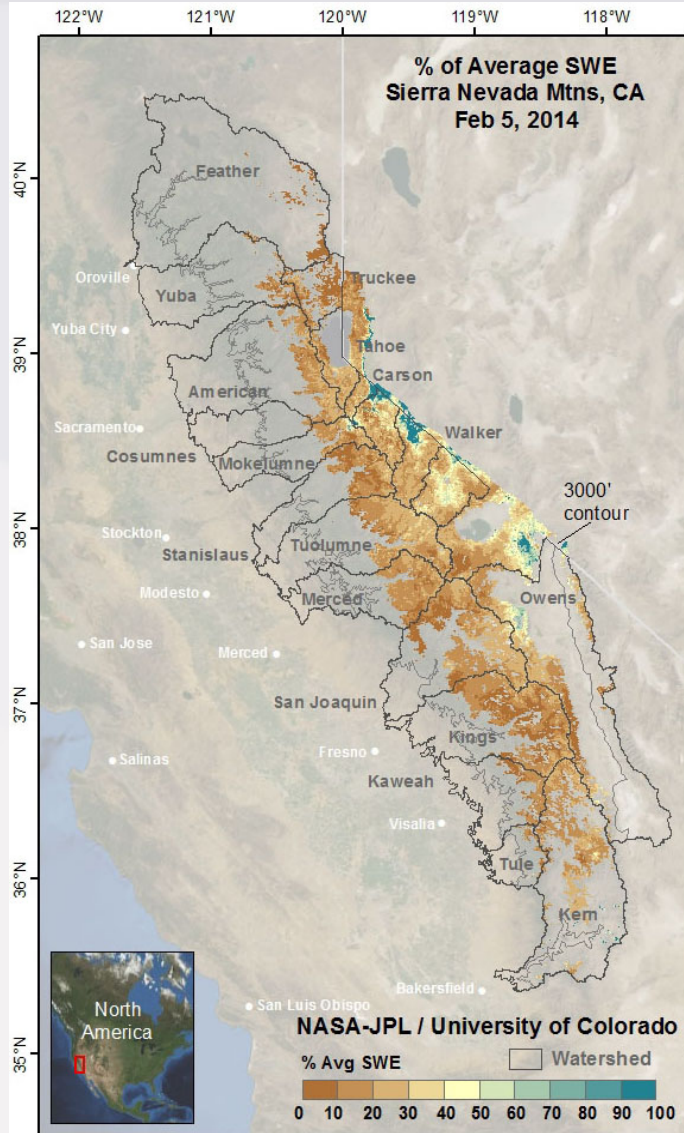 122°W 121°W 120°W 119°W 118°W
% of Average SWE
Sierra Nevada Mtns, CA
Feb 5, 2014
40°N
39°N
38°N
37°N
36°N
35°N
Feather
Oroville
Truckee
Yuba
Yuba City
Tahoe
Carson
American
Sacramento
Walker
Cosumnes
Mokelumne
3000'
contour
Stockton
Stanislaus
Tuolumne
Modesto
Merced
Owens
San Jose
Merced
San Joaquin
Salinas
Fresno
Kings
Kaweah
Visalia
Tule
Kern
Bakersfield
San Luis Obispo
North
America
NASA-JPL / University of Colorado
% Avg SWE
Watershed
0 10 20 30 40 50 60 70 80 90 100